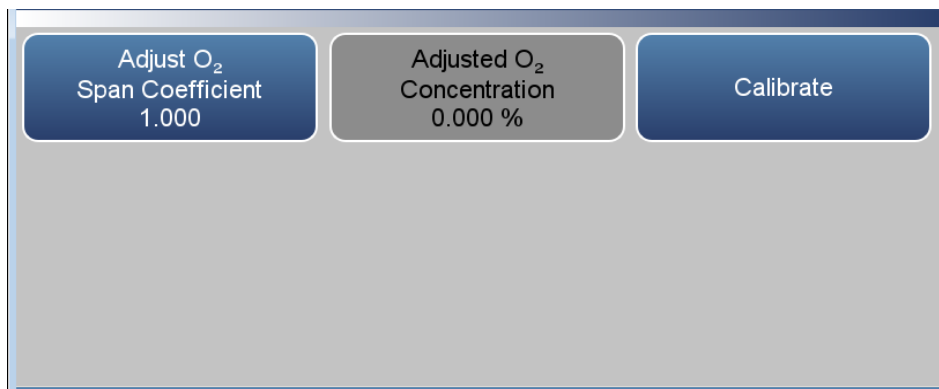 Adjust O₂
Span Coefficient
1.000
Adjusted O₂
Concentration
0.000 %
Calibrate